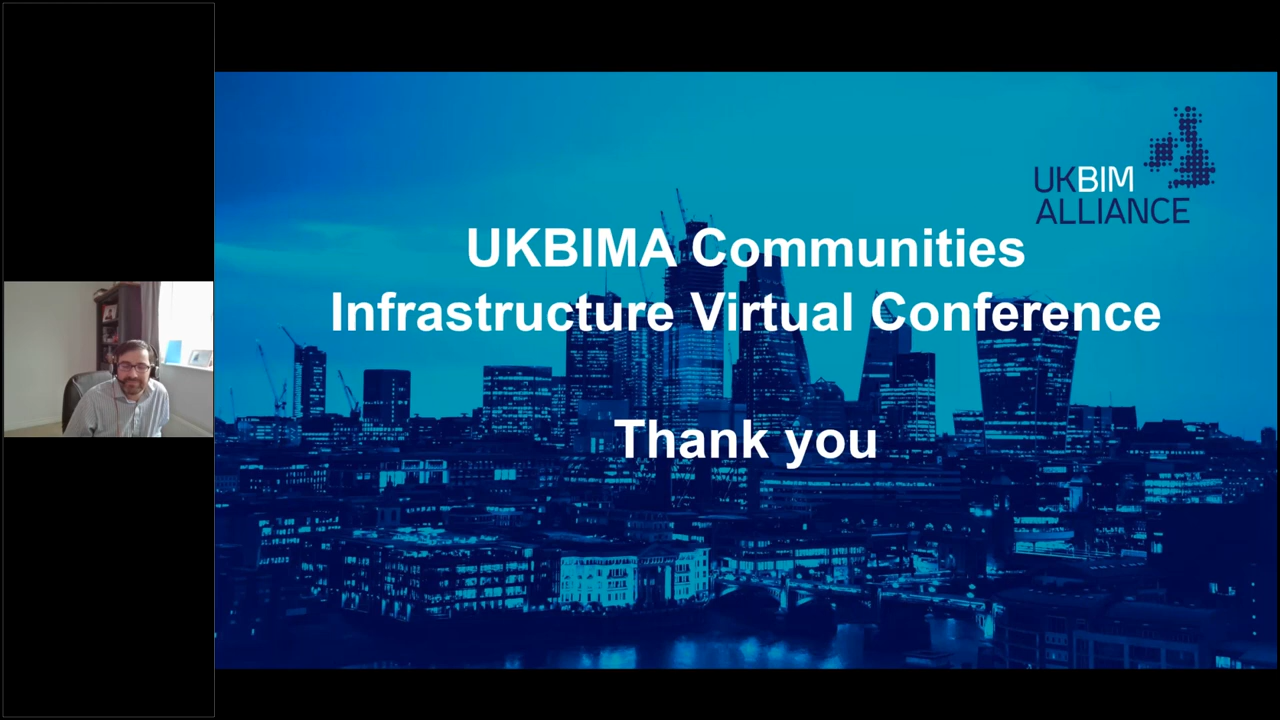 UKBIM
ALLIANCE
UKBIMA Communities
Infrastructure Virtual Conference
Thank you